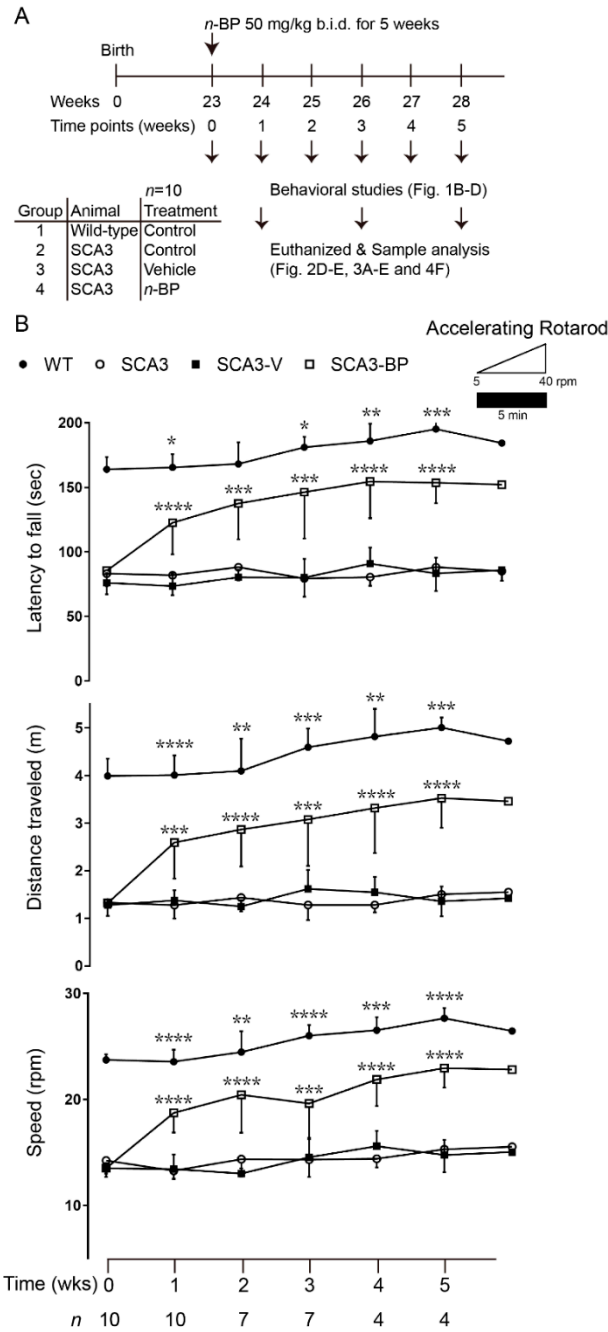 A
n-BP 50 mg/kg b.i.d. for 5 weeks
Birth
Weeks 0 23 24 25 26 27 28
Time points (weeks) 0 1 2 3 4 5
n=10
Behavioral studies (Fig. 1B-D)
Group Animal Treatment
1 Wild-type Control
2 SCA3 Control
3 SCA3 Vehicle
4 SCA3 n-BP
Euthanized & Sample analysis
(Fig. 2D-E, 3A-E and 4F)
B
Accelerating Rotarod
WT SCA3 SCA3-V SCA3-BP
5 40 rpm
5 min
Latency to fall (sec)
200
150
100
50
0
* * ** ***
**** *** *** **** ****
Distance traveled (m)
5
4
3
2
1
0
**** ** *** ** ***
*** **** *** **** ****
Speed (rpm)
30
20
10
**** ** **** *** ****
**** **** *** **** ****
Time (wks) 0 1 2 3 4 5
n 10 10 7 7 4 4